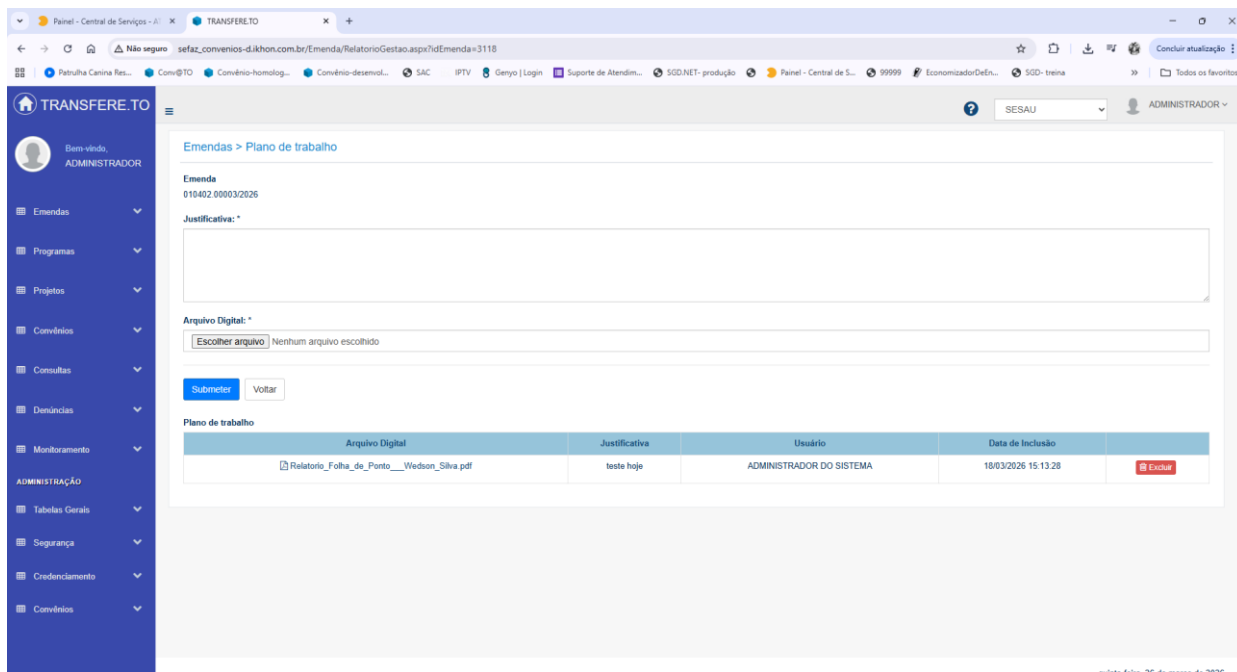 Painel - Central de Serviços - A
TRANSFERE.TO
Não seguro sefaz_convenios-d.ikhon.com.br/Emenda/RelatorioGestao.aspx?idEmenda=3118
Concluir atualização
Patrulha Canina Res... Conv@TO Convênio-homolog... Convênio-desenvol... SAC IPTV Genyo | Login Suporte de Atendim... SGD.NET- produção Painel - Central de S... 99999 EconomizadorDeEn... SGD- treina » Todos os favoritos
TRANSFERE.TO
SESAU
ADMINISTRADOR
Bem-vindo,
ADMINISTRADOR
Emendas
Programas
Projetos
Convênios
Consultas
Denúncias
Monitoramento
ADMINISTRAÇÃO
Tabelas Gerais
Segurança
Credenciamento
Convênios
Emendas > Plano de trabalho
Emenda
010402.00003/2026
Justificativa: *
Arquivo Digital: *
Escolher arquivo Nenhum arquivo escolhido
Submeter Voltar
Plano de trabalho
Arquivo Digital Justificativa Usuário Data de Inclusão
Relatorio_Folha_de_Ponto___Wedson_Silva.pdf teste hoje ADMINISTRADOR DO SISTEMA 18/03/2026 15:13:28 Excluir